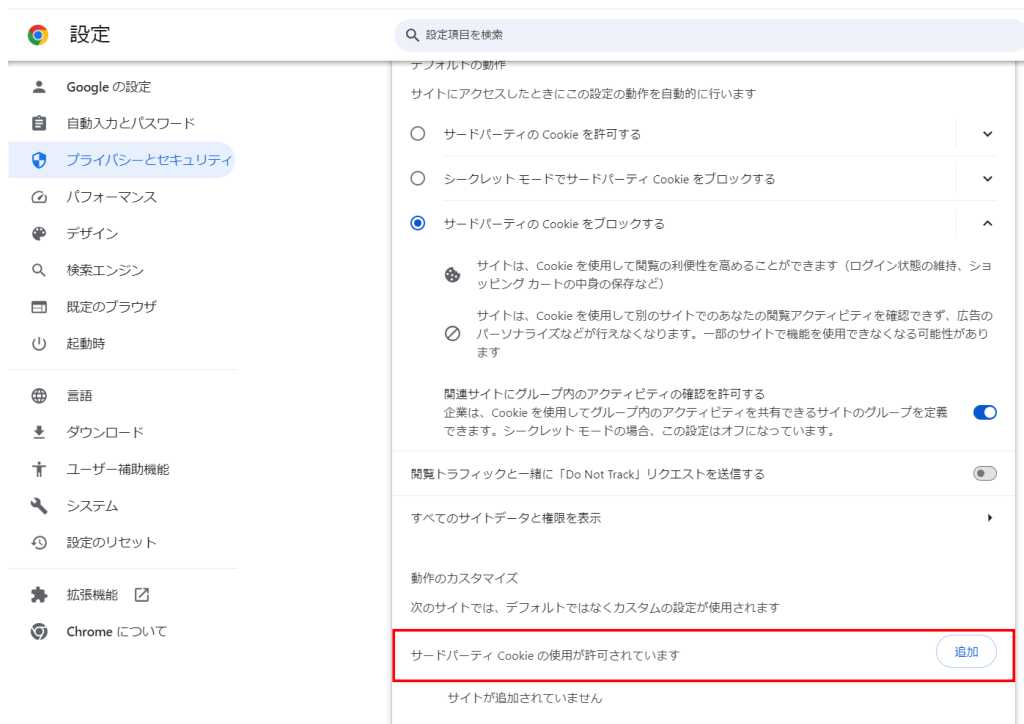 設定
設定項目を検索
Google の設定
自動入力とパスワード
プライバシーとセキュリティ
パフォーマンス
デザイン
検索エンジン
既定のブラウザ
起動時
言語
ダウンロード
ユーザー補助機能
システム
設定のリセット
拡張機能
Chrome について
デフォルトの動作
サイトにアクセスしたときにこの設定の動作を自動的に行います
サードパーティの Cookie を許可する
シークレット モードでサードパーティ Cookie をブロックする
サードパーティの Cookie をブロックする
サイトは、Cookie を使用して閲覧の利便性を高めることができます（ログイン状態の維持、ショ
ッピング カートの中身の保存など）
サイトは、Cookie を使用して別のサイトでのあなたの閲覧アクティビティを確認できず、広告の
パーソナライズなどが行えなくなります。一部のサイトで機能を使用できなくなる可能性があり
ます
関連サイトにグループ内のアクティビティの確認を許可する
企業は、Cookie を使用してグループ内のアクティビティを共有できるサイトのグループを定義
できます。シークレット モードの場合、この設定はオフになっています。
閲覧トラフィックと一緒に「Do Not Track」リクエストを送信する
すべてのサイトデータと権限を表示
動作のカスタマイズ
次のサイトでは、デフォルトではなくカスタムの設定が使用されます
サードパーティ Cookie の使用が許可されています
追加
サイトが追加されていません